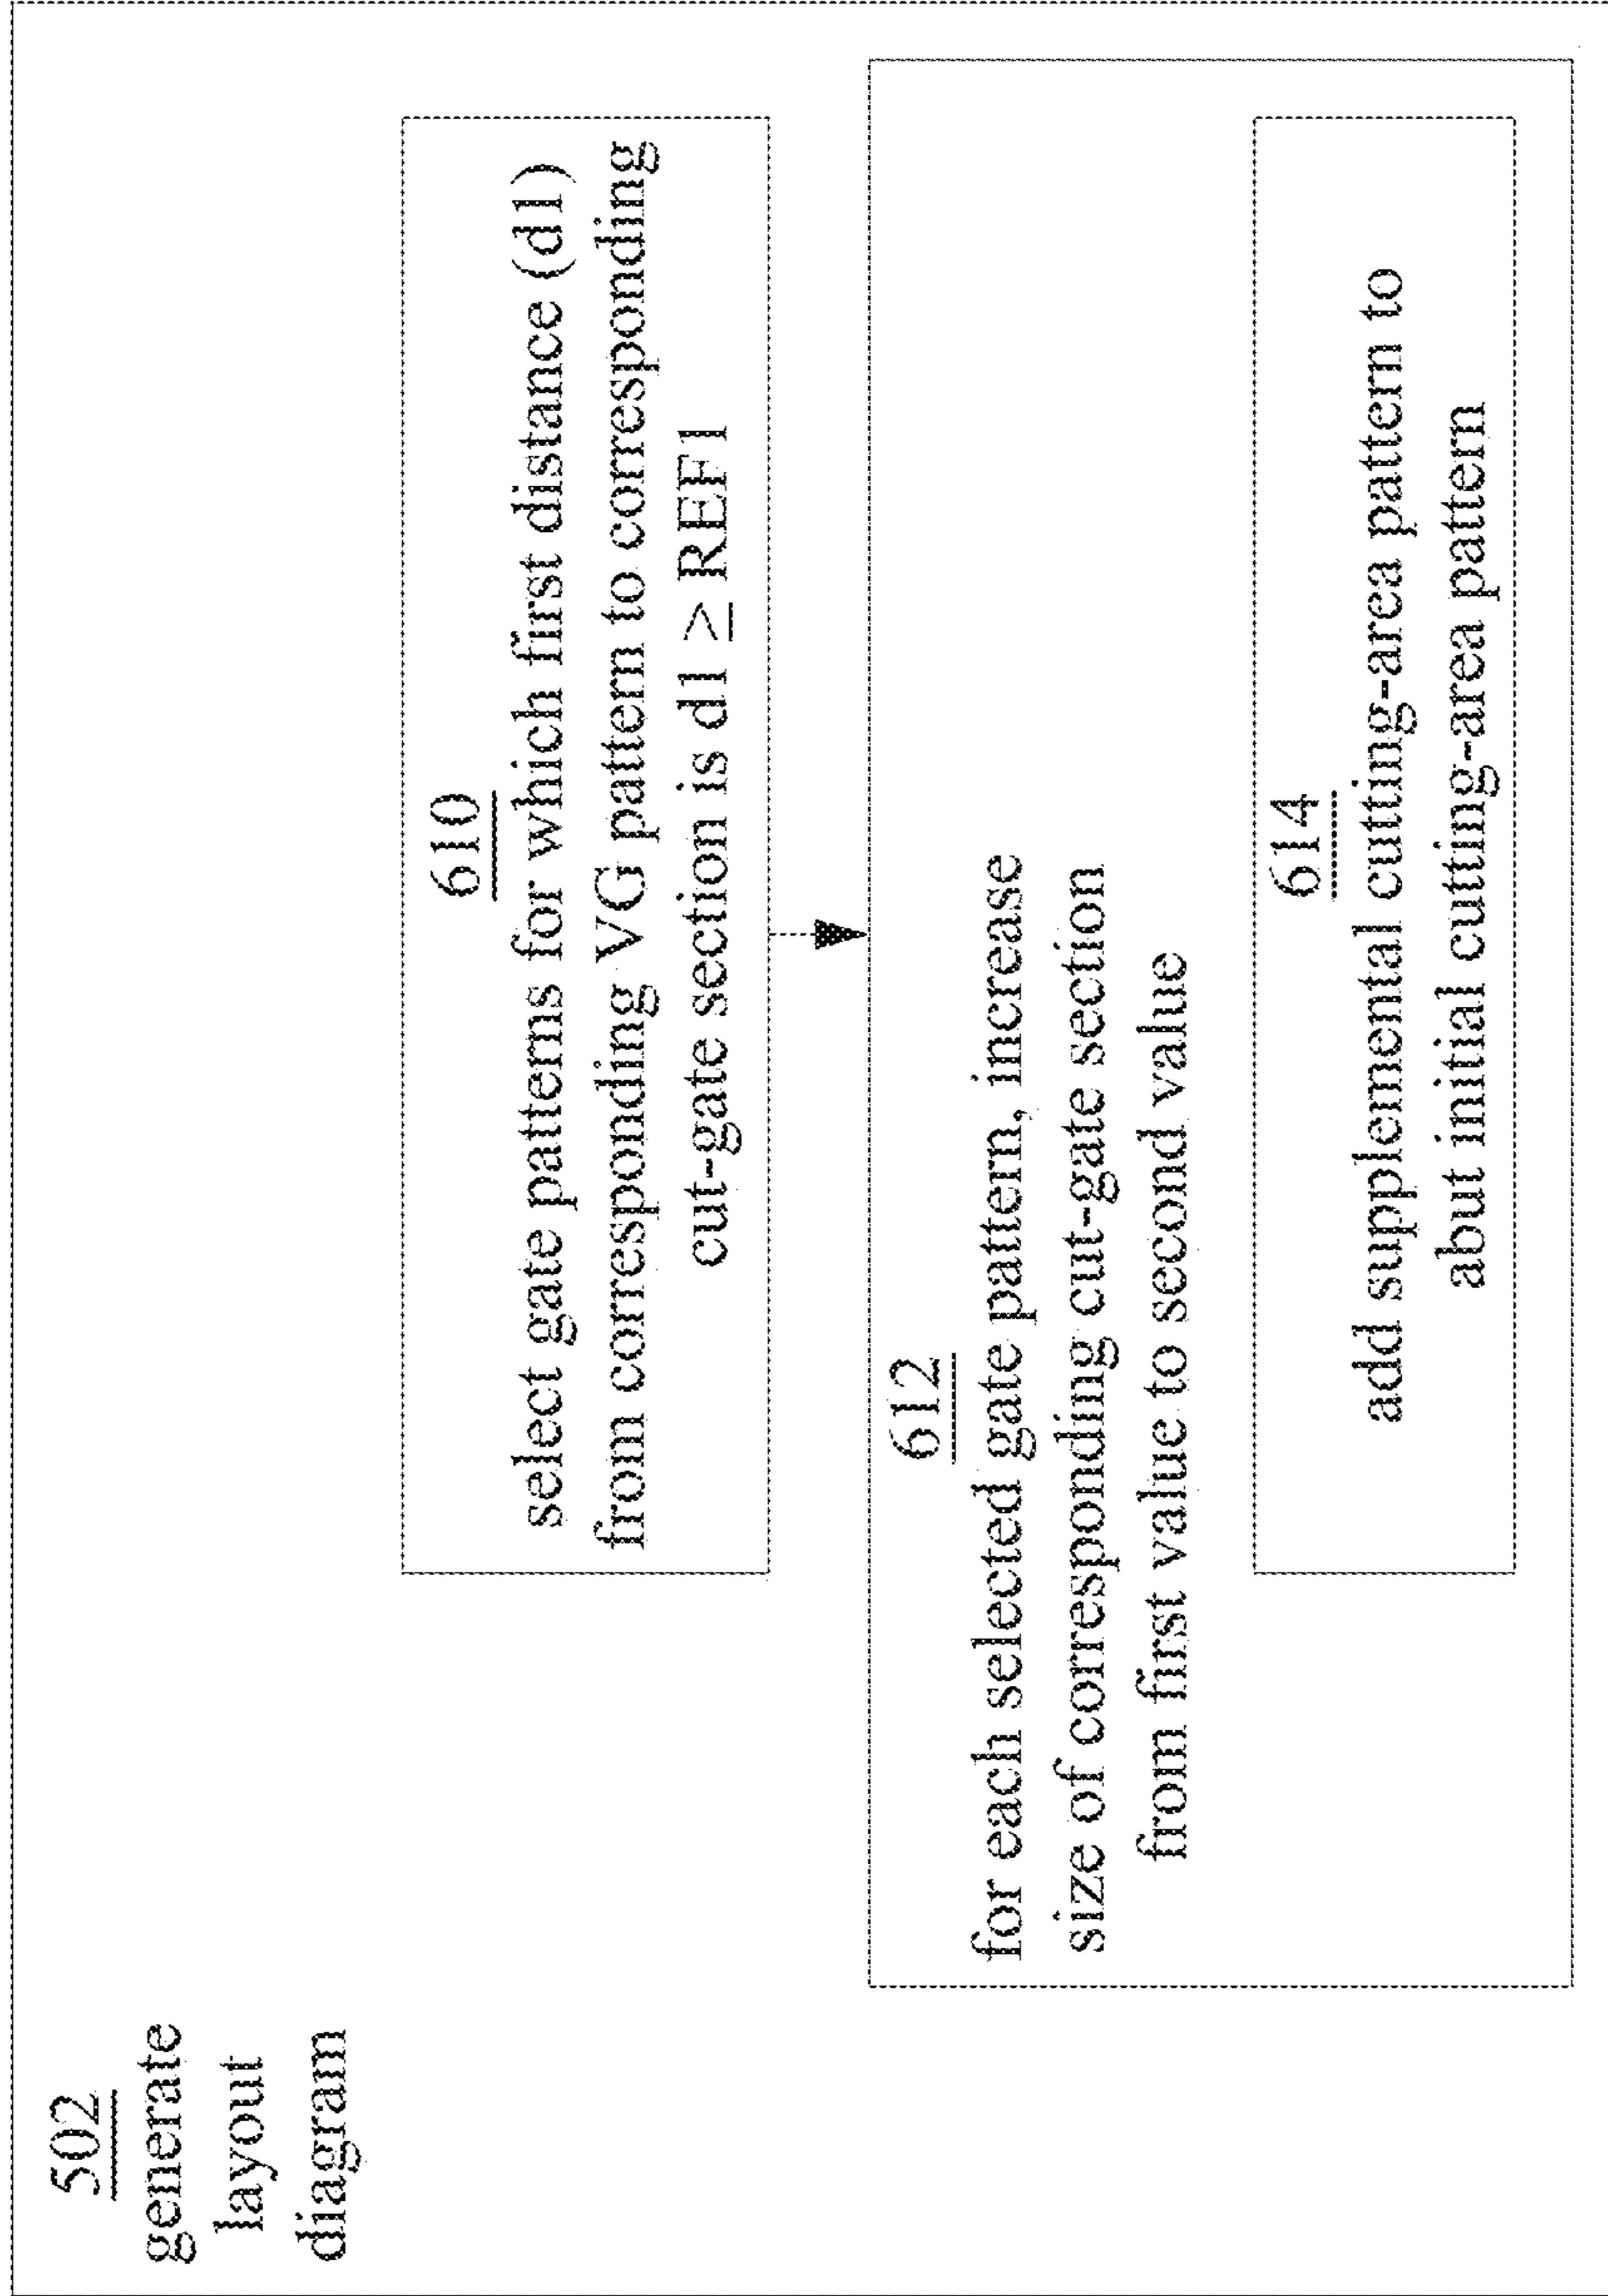 502
generate
layout
diagram
610
select gate patterns for which first distance (d1)
from corresponding VG pattern to corresponding
cut-gate section is d1 ≥ REF1
612
for each selected gate pattern, increase
size of corresponding cut-gate section
from first value to second value
614
add supplemental cutting-area pattern to
abut initial cutting-area pattern